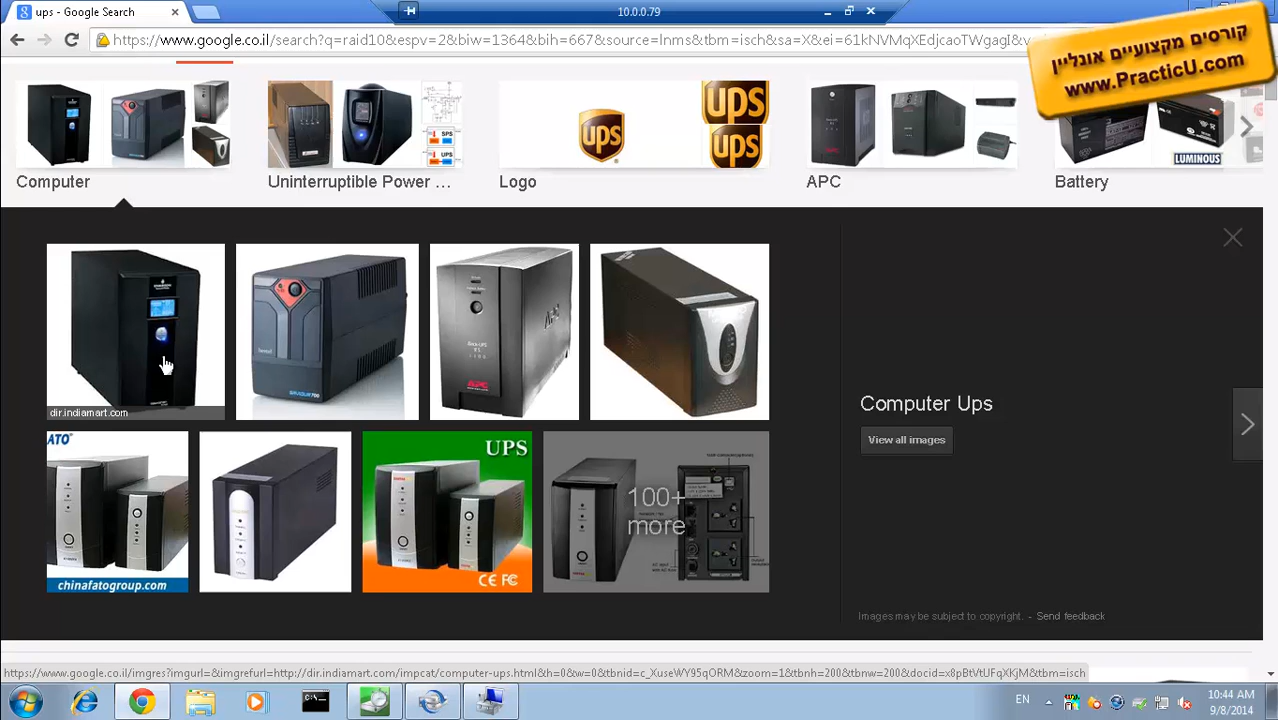 ups - Google Search
10.0.0.79
https://www.google.co.il/search?q=raid10&espv=2&biw=1364&bih=667&source=lnms&tbm=isch&sa=X&ei=61kNVMqXEdjcaoTWgagI&v
קורסים מקצועיים אונליין
www.PracticU.com
ups
ups
ups
SPS
UPS
LUMINOUS
Computer
Uninterruptible Power ...
Logo
APC
Battery
dir.indiamart.com
APC
Computer Ups
View all images
ATO
chinafatogroup.com
UPS
CE FC
100+
more
Images may be subject to copyright. - Send feedback
https://www.google.co.il/imgres?imgurl=&imgrefurl=http://dir.indiamart.com/impcat/computer-ups.html&h=0&w=0&tbnid=c_XuseWY95qORM&zoom=1&tbnh=200&tbnw=200&docid=x8pBtVtUFqXKjM&tbm=isch
EN
10:44 AM
9/8/2014